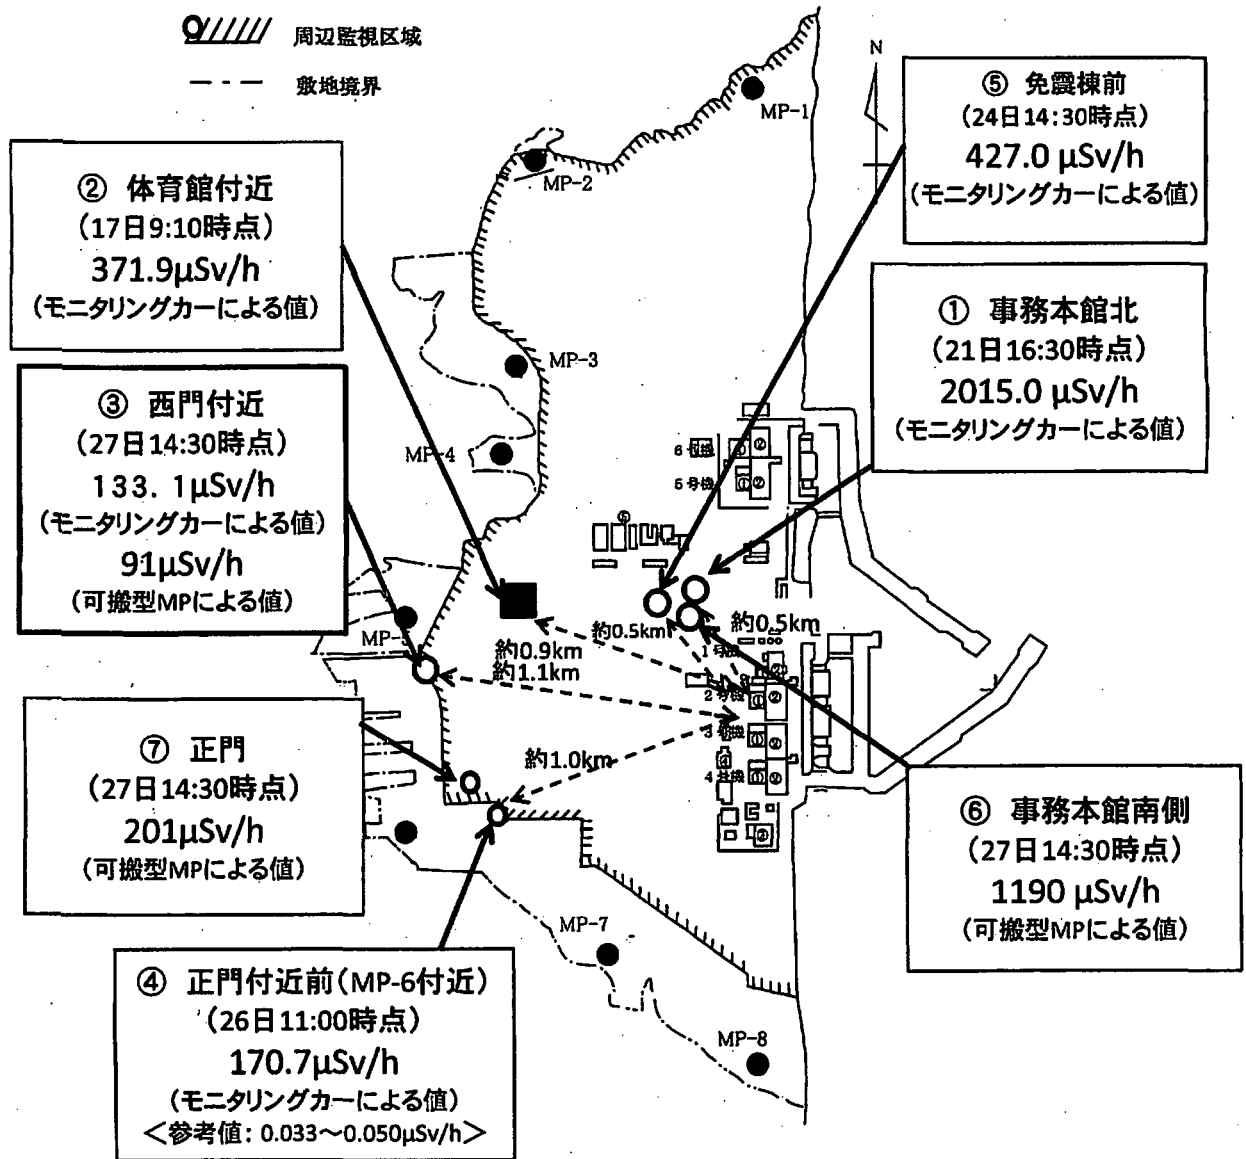 周辺監視区域
敷地境界
N
⑤ 免震棟前
(24日14:30時点)
427.0 μSv/h
(モニタリングカーによる値)
MP-1
MP-2
② 体育館付近
(17日9:10時点)
371.9μSv/h
(モニタリングカーによる値)
① 事務本館北
(21日16:30時点)
2015.0 μSv/h
(モニタリングカーによる値)
MP-3
③ 西門付近
(27日14:30時点)
133.1μSv/h
(モニタリングカーによる値)
91μSv/h
(可搬型MPによる値)
MP-4
6号機
① ②
5号機
① ②
約0.5km
約0.5km
約0.9km
約1.1km
1号機
②
2号機
① ②
3号機
① ②
4号機
① ②
②
約1.0km
⑦ 正門
(27日14:30時点)
201μSv/h
(可搬型MPによる値)
⑥ 事務本館南側
(27日14:30時点)
1190 μSv/h
(可搬型MPによる値)
MP-7
④ 正門付近前(MP-6付近)
(26日11:00時点)
170.7μSv/h
(モニタリングカーによる値)
<参考値: 0.033～0.050μSv/h>
MP-8